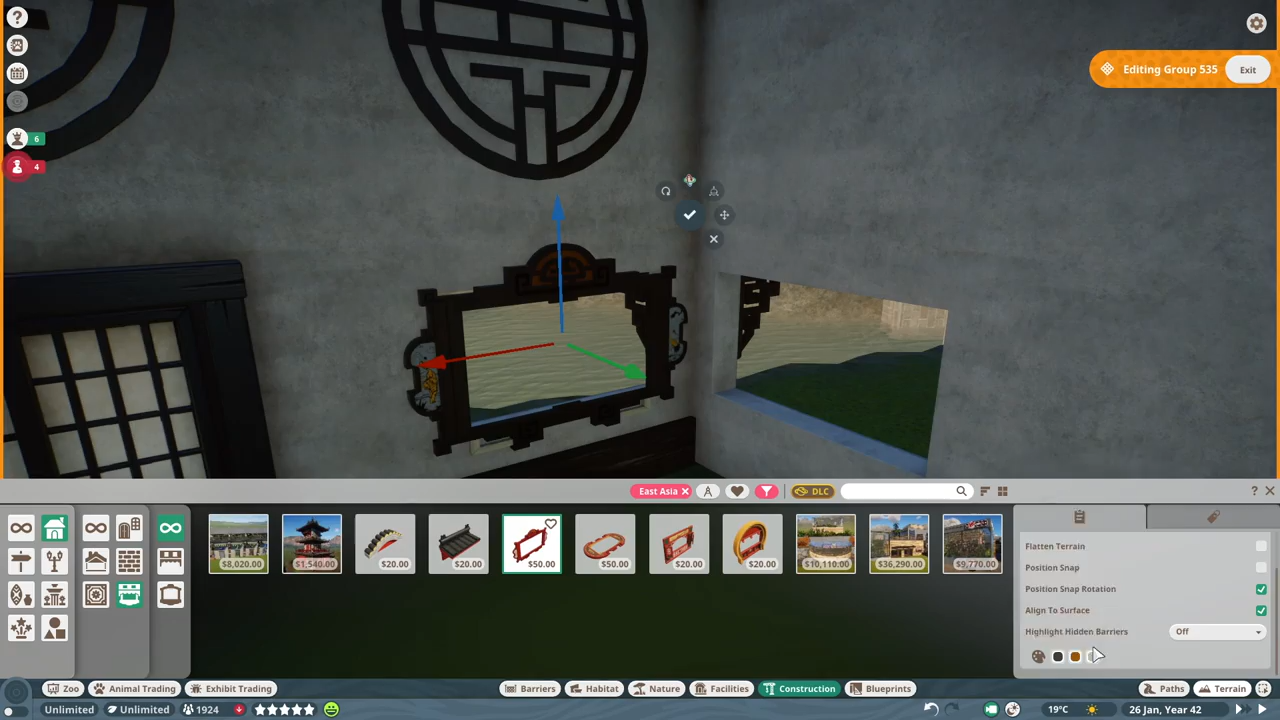 ?
Editing Group 535
Exit
6
4
East Asia ×
DLC
? ×
$8,020.00
$1,540.00
$20.00
$20.00
$50.00
$50.00
$20.00
$20.00
$10,110.00
$36,290.00
$9,770.00
Flatten Terrain
Position Snap
Position Snap Rotation
Align To Surface
Highlight Hidden Barriers
Off
Zoo
Animal Trading
Exhibit Trading
Barriers
Habitat
Nature
Facilities
Construction
Blueprints
Paths
Terrain
Unlimited
Unlimited
1924
19°C
26 Jan, Year 42